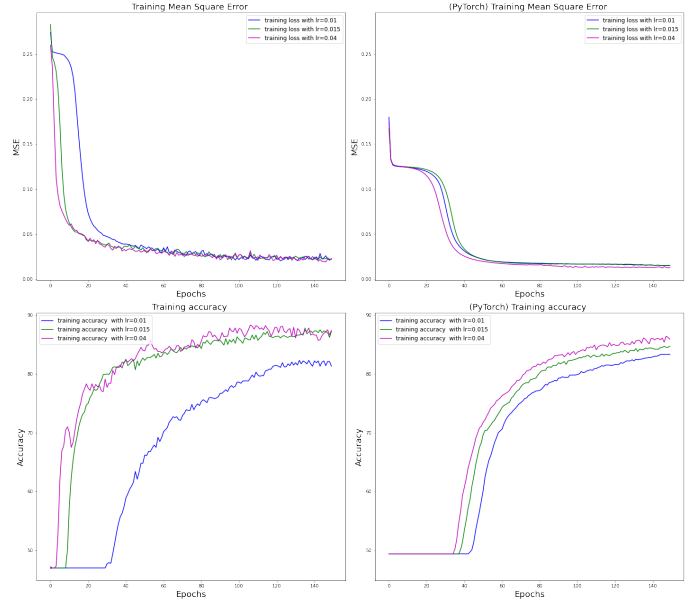 Training Mean Square Error
training loss with lr=0.01
training loss with lr=0.015
training loss with lr=0.04
0.25
0.20
0.15
0.10
0.05
0.00
MSE
0 20 40 60 80 100 120 140
Epochs
(PyTorch) Training Mean Square Error
training loss with lr=0.01
training loss with lr=0.015
training loss with lr=0.04
0.25
0.20
0.15
0.10
0.05
0.00
MSE
0 20 40 60 80 100 120 140
Epochs
Training accuracy
training accuracy with lr=0.01
training accuracy with lr=0.015
training accuracy with lr=0.04
90
80
70
60
50
Accuracy
0 20 40 60 80 100 120 140
Epochs
(PyTorch) Training accuracy
training accuracy with lr=0.01
training accuracy with lr=0.015
training accuracy with lr=0.04
90
80
70
60
50
Accuracy
0 20 40 60 80 100 120 140
Epochs